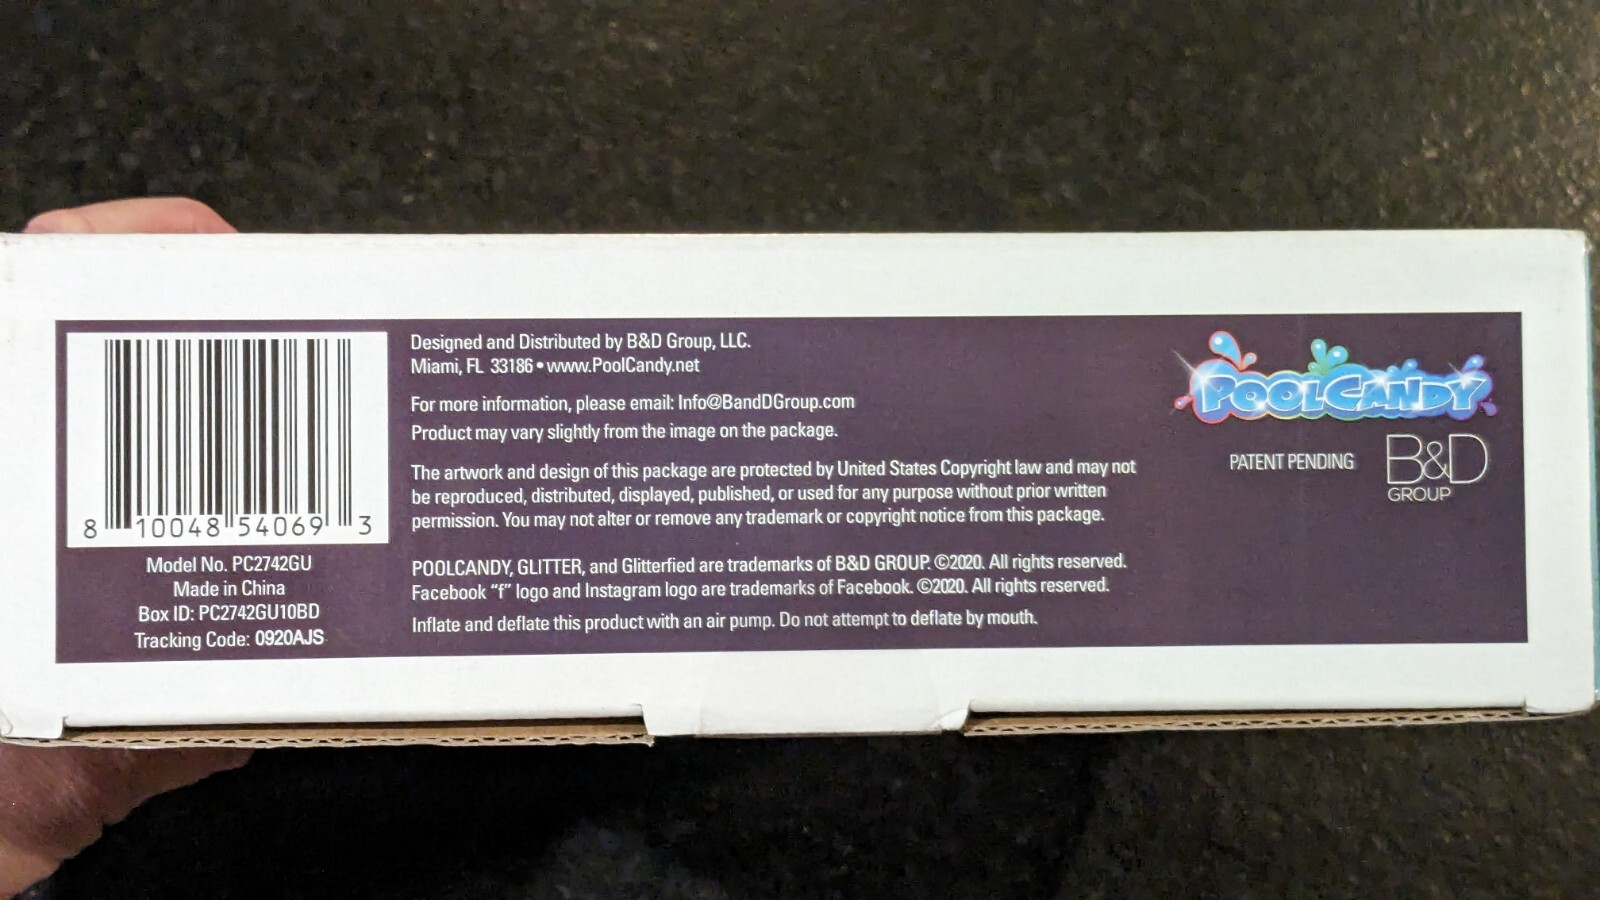 8 10048 54069 3
Model No. PC2742GU
Made in China
Box ID: PC2742GU10BD
Tracking Code: 0920AJS
Designed and Distributed by B&D Group, LLC.
Miami, FL 33186 • www.PoolCandy.net
For more information, please email: Info@BandDGroup.com
Product may vary slightly from the image on the package.
The artwork and design of this package are protected by United States Copyright law and may not
be reproduced, distributed, displayed, published, or used for any purpose without prior written
permission. You may not alter or remove any trademark or copyright notice from this package.
POOLCANDY, GLITTER, and Glitterfied are trademarks of B&D GROUP. ©2020. All rights reserved.
Facebook “f” logo and Instagram logo are trademarks of Facebook. ©2020. All rights reserved.
Inflate and deflate this product with an air pump. Do not attempt to deflate by mouth.
POOLCANDY
PATENT PENDING
B&D
GROUP